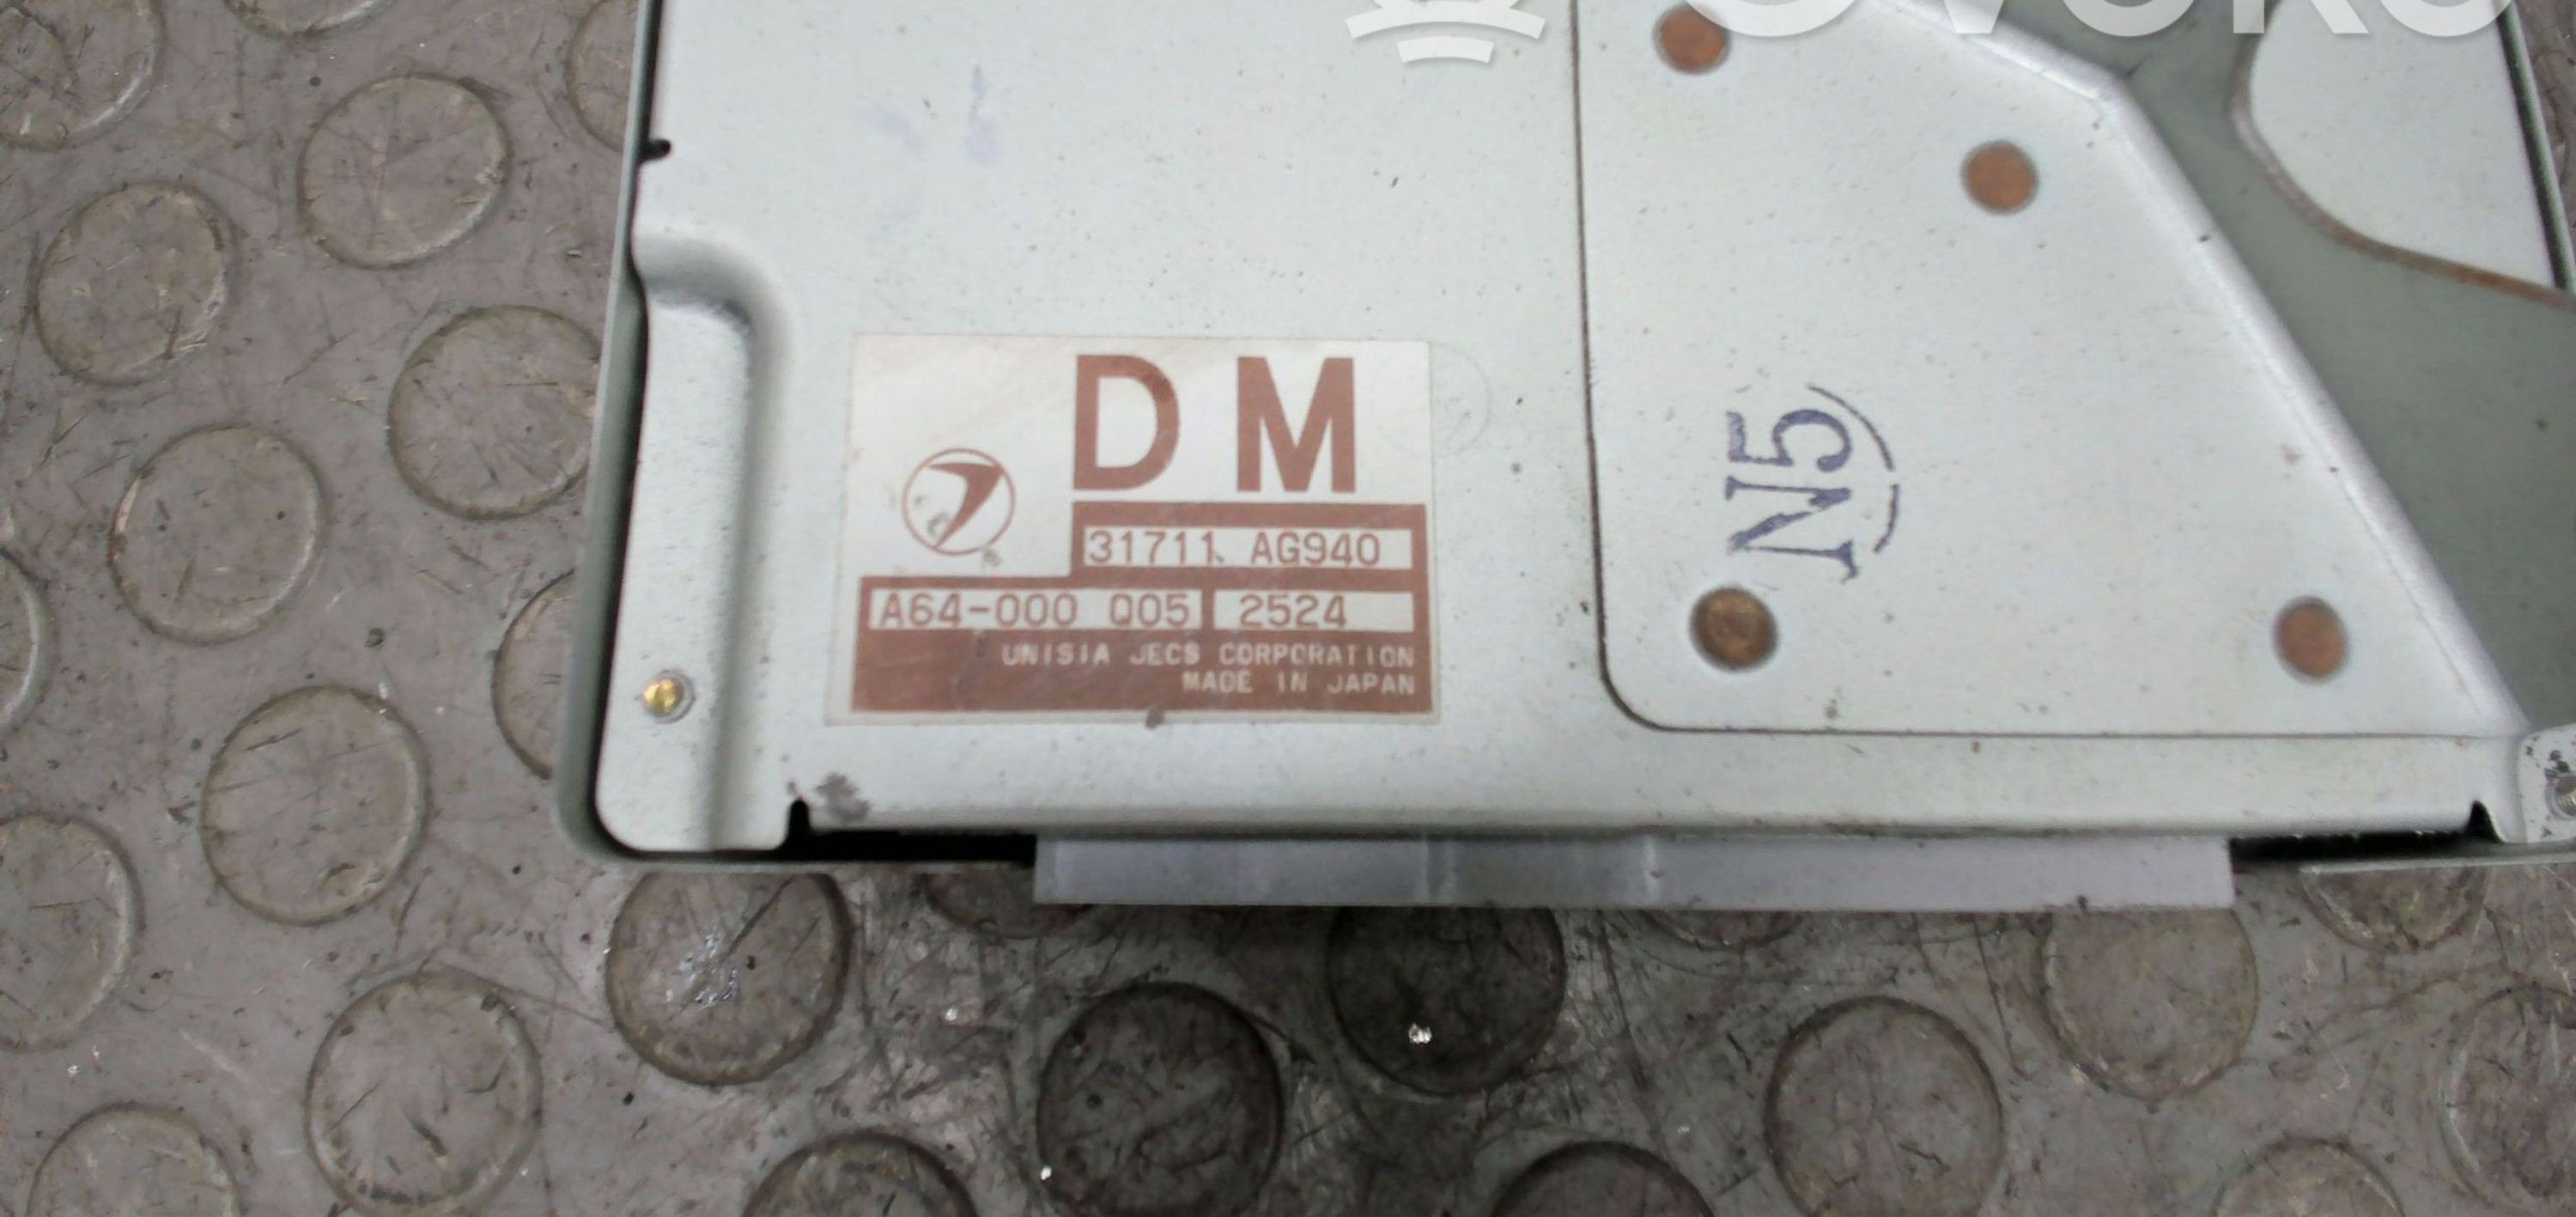 DM
31711 AG940
A64-000 Q05 2524
UNISIA JECS CORPORATION
MADE IN JAPAN
N5